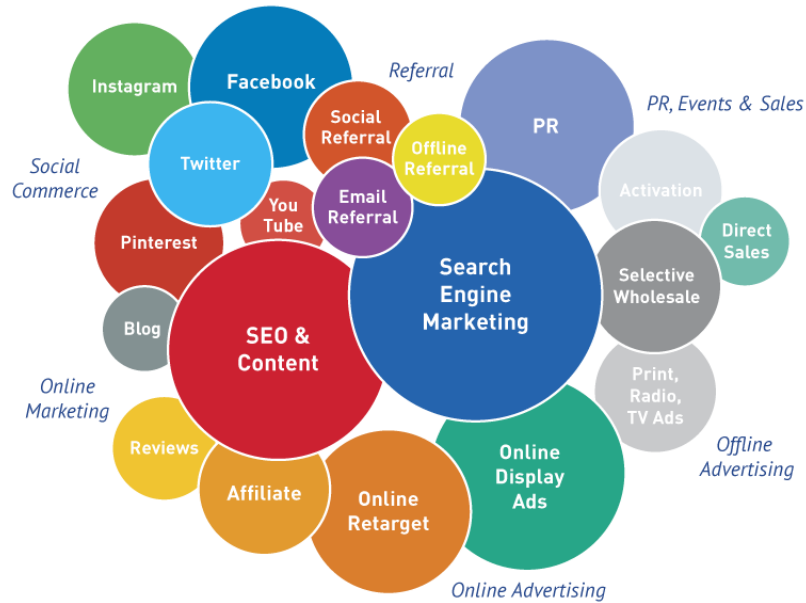 Instagram
Facebook
Referral
Social
Referral
Offline
Referral
PR
PR, Events & Sales
Social
Commerce
Twitter
Email
Referral
You
Tube
Activation
Pinterest
Direct
Sales
Search
Engine
Marketing
Selective
Wholesale
Blog
SEO &
Content
Online
Marketing
Print,
Radio,
TV Ads
Reviews
Affiliate
Online
Retarget
Online
Display
Ads
Offline
Advertising
Online Advertising